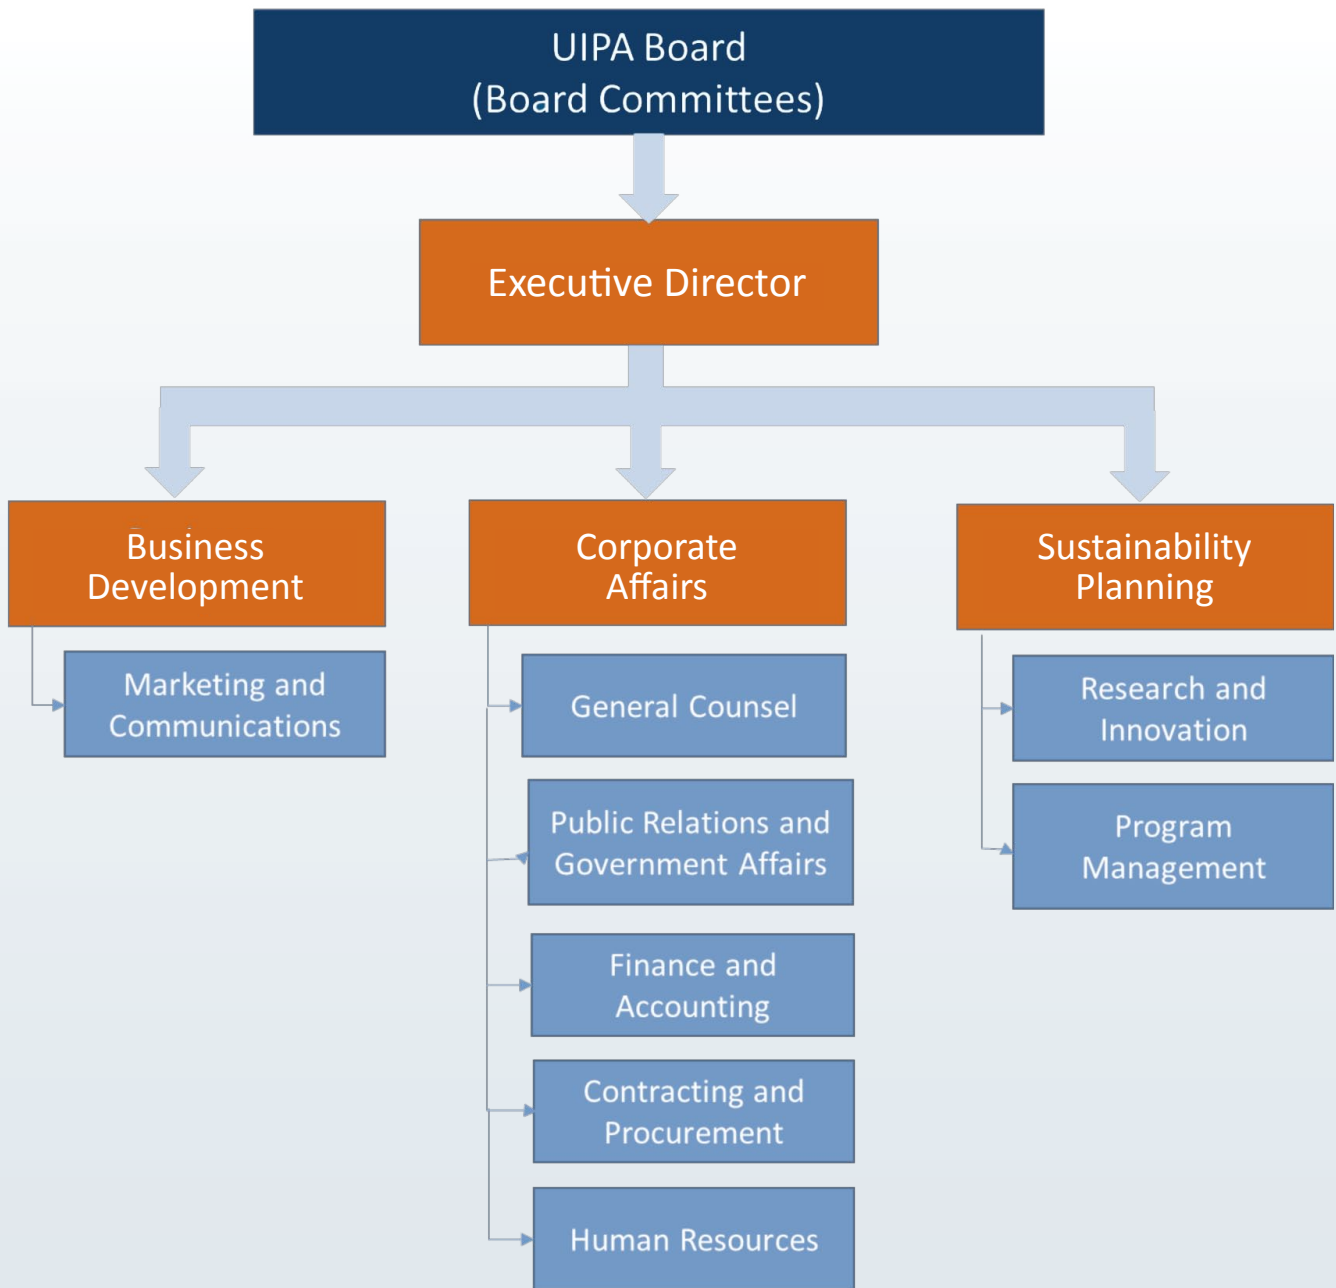 UIPA Board
(Board Committees)
Executive Director
Business
Development
Corporate
Affairs
Sustainability
Planning
Marketing and
Communications
General Counsel
Public Relations and
Government Affairs
Finance and
Accounting
Contracting and
Procurement
Human Resources
Research and
Innovation
Program
Management